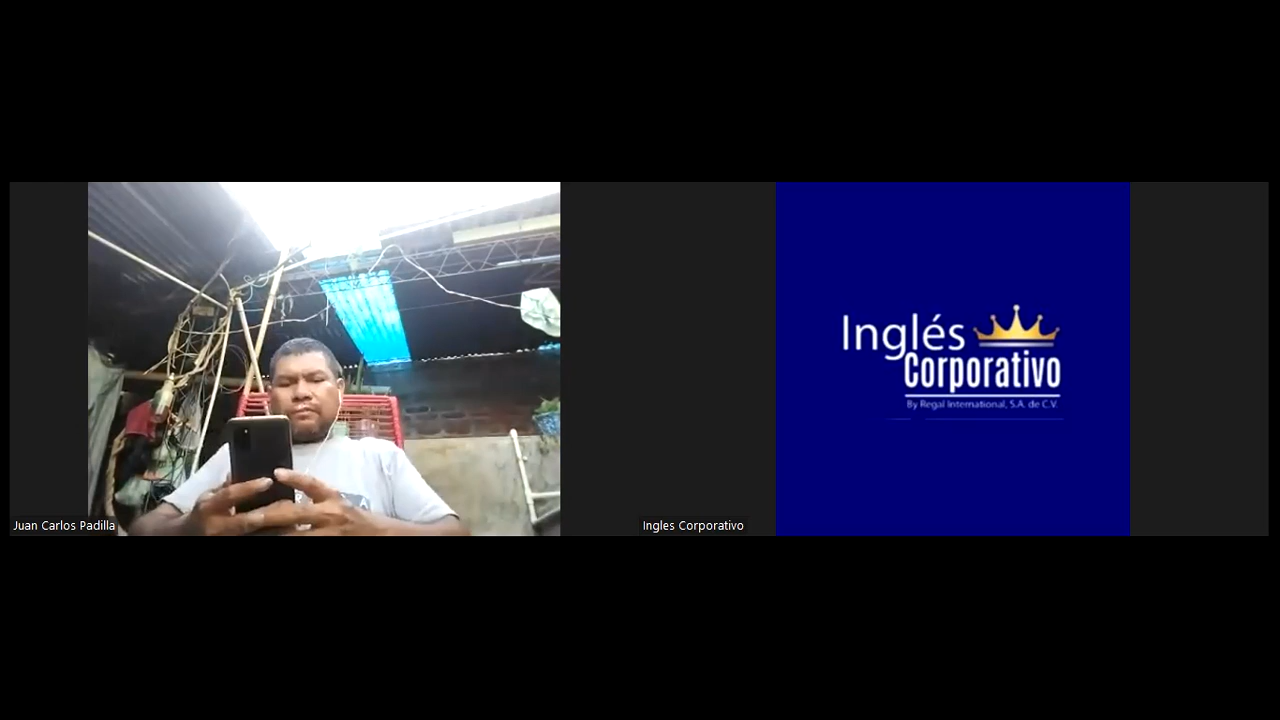 Inglés
Corporativo
By Regal International, S.A. de C.V.
Juan Carlos Padilla
Ingles Corporativo